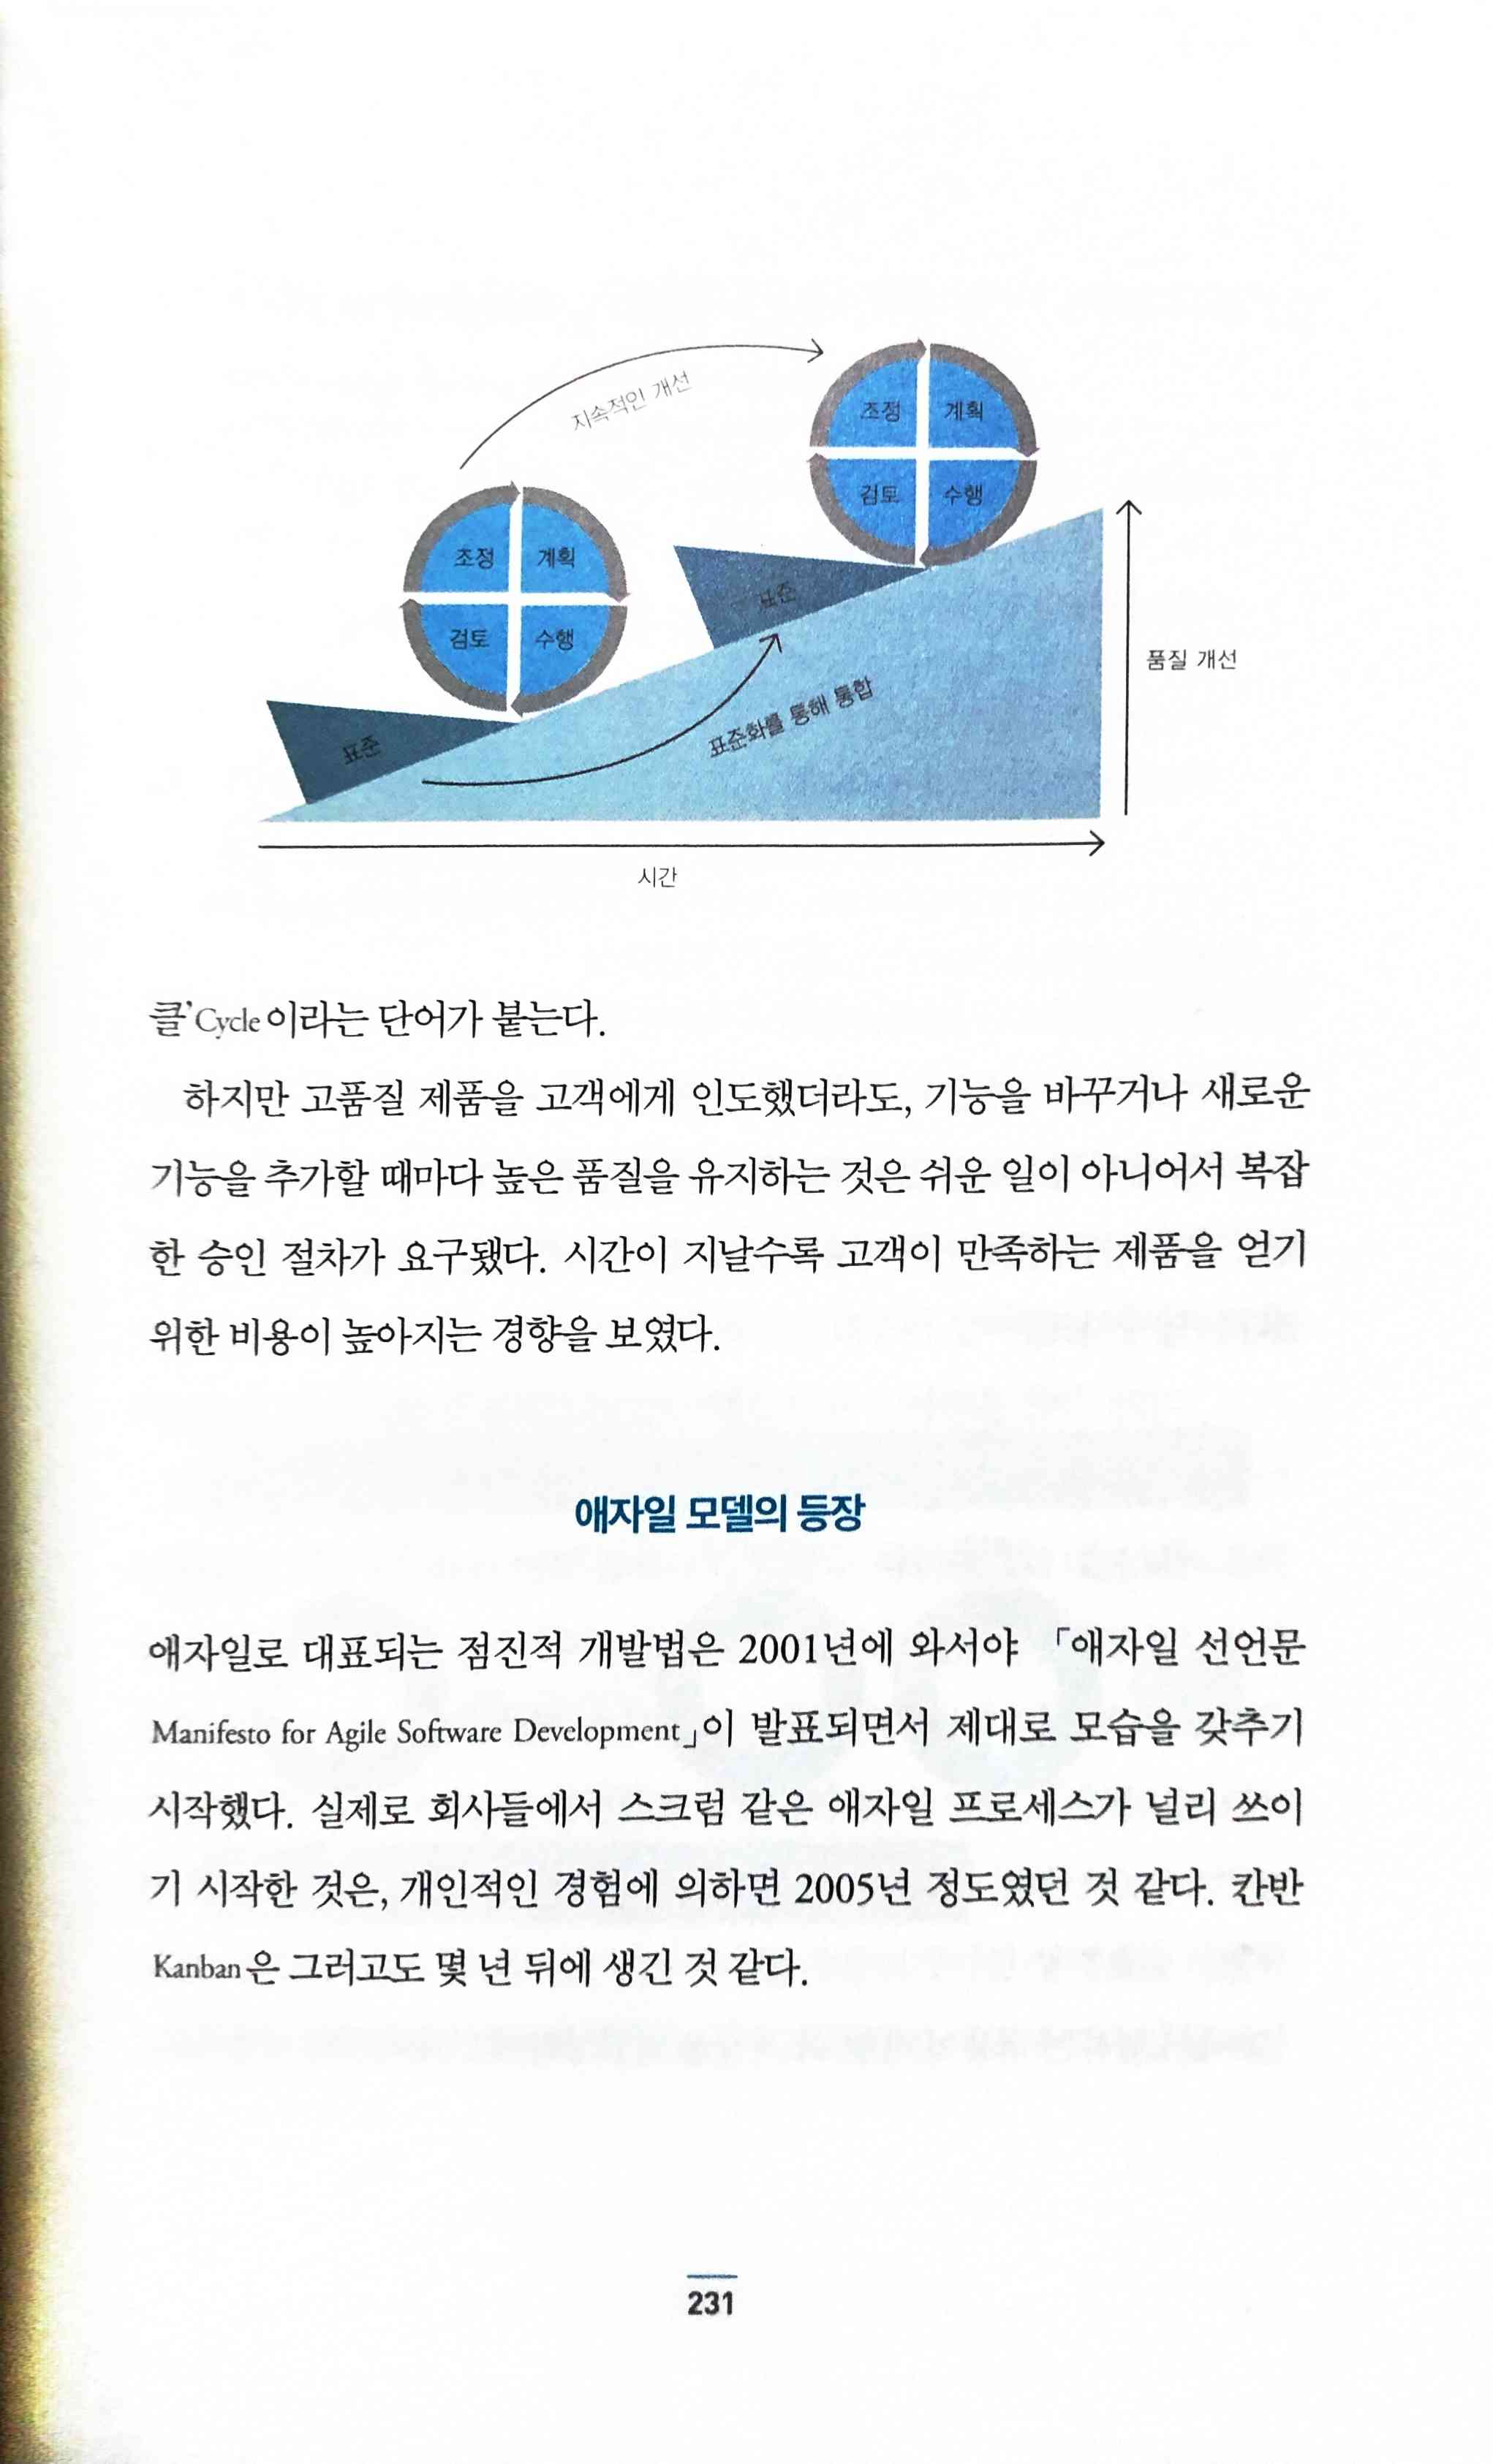 지속적인 개선
조정 계획
검토 수행
조정 계획
검토 수행
표준
표준
표준화를 통해 통합
품질 개선
시간
클’Cycle이라는 단어가 붙는다.
하지만 고품질 제품을 고객에게 인도했더라도, 기능을 바꾸거나 새로운
기능을 추가할 때마다 높은 품질을 유지하는 것은 쉬운 일이 아니어서 복잡
한 승인 절차가 요구됐다. 시간이 지날수록 고객이 만족하는 제품을 얻기
위한 비용이 높아지는 경향을 보였다.
애자일 모델의 등장
애자일로 대표되는 점진적 개발법은 2001년에 와서야 「애자일 선언문
Manifesto for Agile Software Development」이 발표되면서 제대로 모습을 갖추기
시작했다. 실제로 회사들에서 스크럼 같은 애자일 프로세스가 널리 쓰이
기 시작한 것은, 개인적인 경험에 의하면 2005년 정도였던 것 같다. 칸반
Kanban은 그러고도 몇 년 뒤에 생긴 것 같다.
231